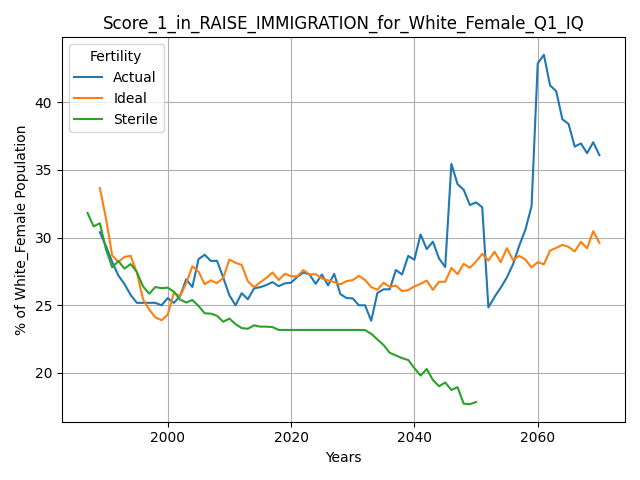 Score_1_in_RAISE_IMMIGRATION_for_White_Female_Q1_IQ
Fertility
Actual
Ideal
Sterile
% of White_Female Population
40
35
30
25
20
2000
2020
2040
2060
Years